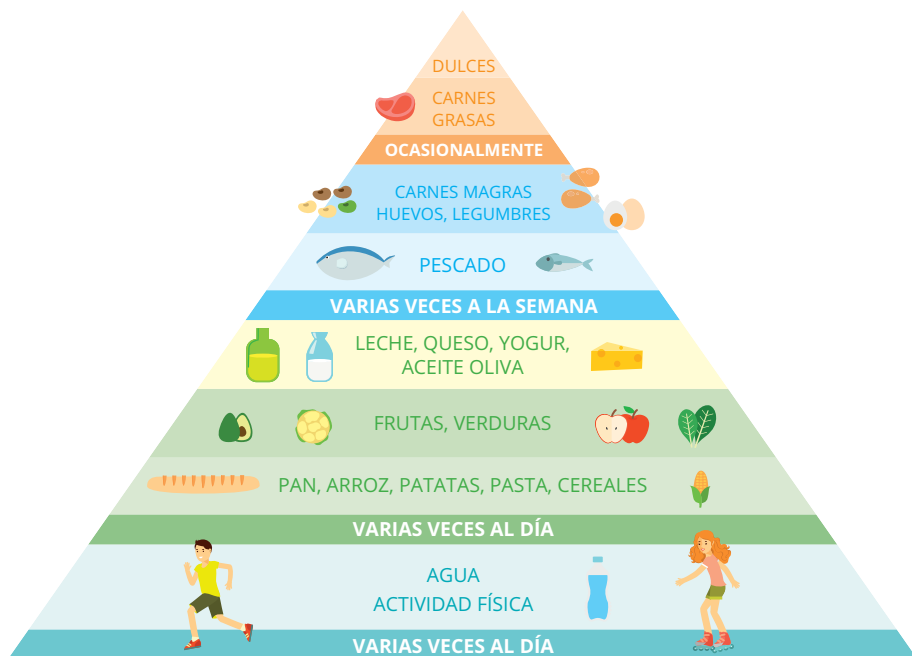 DULCES
CARNES
GRASAS
OCASIONALMENTE
CARNES MAGRAS
HUEVOS, LEGUMBRES
PESCADO
VARIAS VECES A LA SEMANA
LECHE, QUESO, YOGUR,
ACEITE OLIVA
FRUTAS, VERDURAS
PAN, ARROZ, PATATAS, PASTA, CEREALES
VARIAS VECES AL DÍA
AGUA
ACTIVIDAD FÍSICA
VARIAS VECES AL DÍA